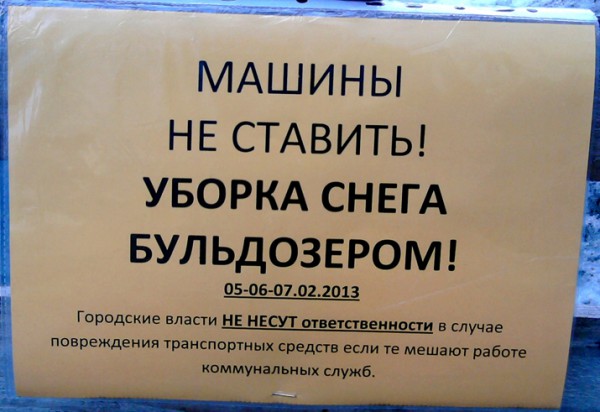 МАШИНЫ
НЕ СТАВИТЬ!
УБОРКА СНЕГА
БУЛЬДОЗЕРОМ!
05-06-07.02.2013
Городские власти НЕ НЕСУТ ответственности в случае
повреждения транспортных средств если те мешают работе
коммунальных служб.